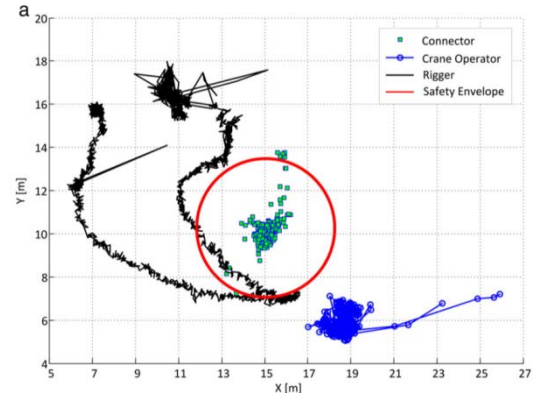 a
20
18
16
14
12
10
8
6
4
Y [m]
Connector
Crane Operator
Rigger
Safety Envelope
5 7 9 11 13 15 17 19 21 23 25 27
X [m]